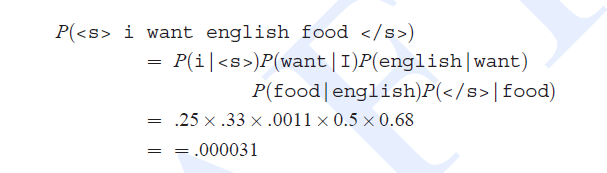 P(<s> i want english food </s>)
= P(i|<s>)P(want|I)P(english|want)
P(food|english)P(</s>|food)
= .25 × .33 × .0011 × 0.5 × 0.68
= = .000031